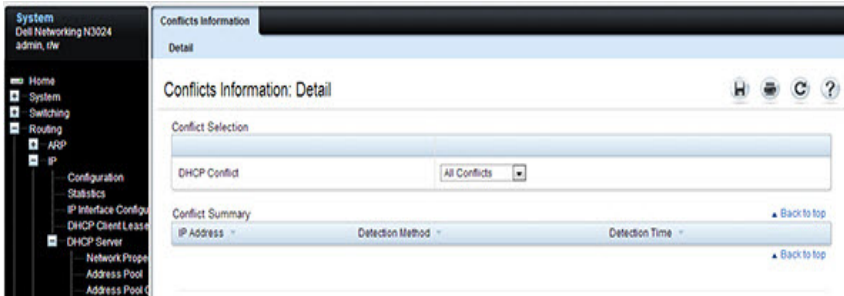 System
Dell Networking N3024
admin, r/w
Home
System
Switching
Routing
ARP
IP
Configuration
Statistics
IP Interface Configu
DHCP Client Lease
DHCP Server
Network Prope
Address Pool
Address Pool
Conflicts Information
Detail
Conflicts Information: Detail
H
C
?
Conflict Selection
DHCP Conflict
All Conflicts
Back to top
Conflict Summary
IP Address
Detection Method
Detection Time
Back to top